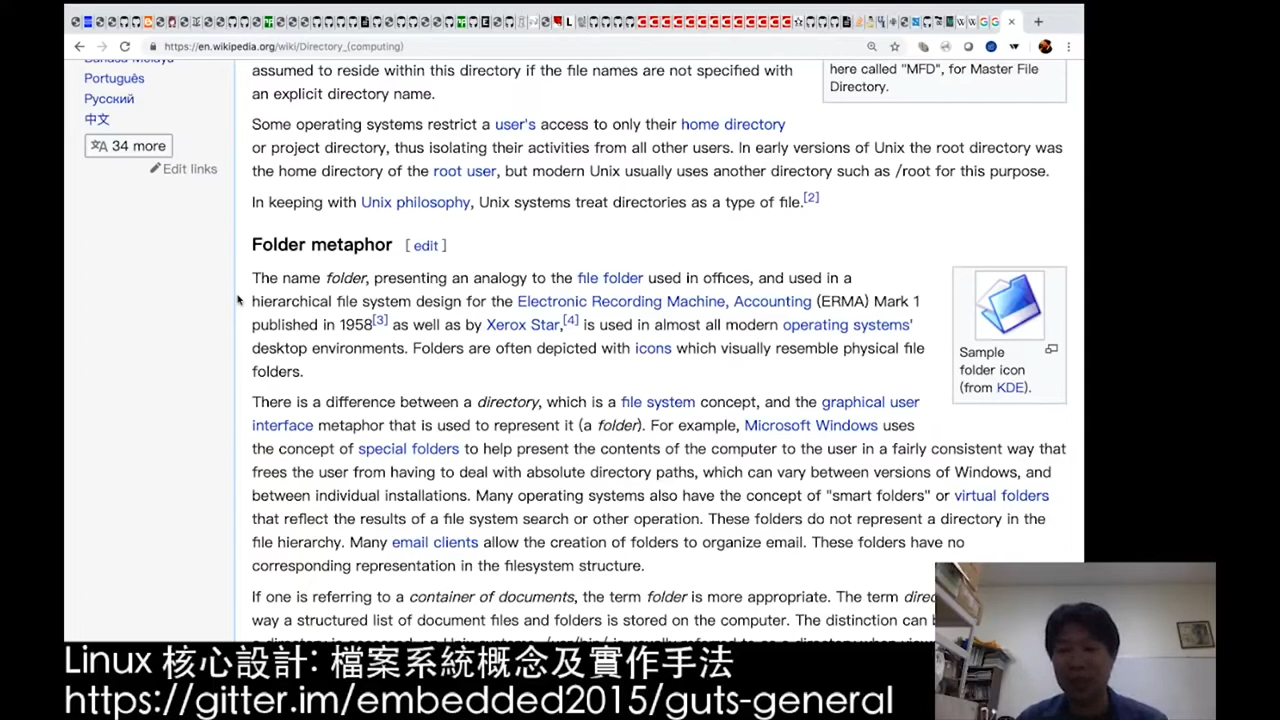 https://en.wikipedia.org/wiki/Directory_(computing)
Português
Русский
中文
34 more
Edit links
assumed to reside within this directory if the file names are not specified with
an explicit directory name.
here called "MFD", for Master File
Directory.
Some operating systems restrict a user's access to only their home directory
or project directory, thus isolating their activities from all other users. In early versions of Unix the root directory was
the home directory of the root user, but modern Unix usually uses another directory such as /root for this purpose.
In keeping with Unix philosophy, Unix systems treat directories as a type of file.[2]
Folder metaphor [ edit ]
The name folder, presenting an analogy to the file folder used in offices, and used in a
hierarchical file system design for the Electronic Recording Machine, Accounting (ERMA) Mark 1
published in 1958[3] as well as by Xerox Star,[4] is used in almost all modern operating systems'
desktop environments. Folders are often depicted with icons which visually resemble physical file
folders.
Sample
folder icon
(from KDE).
There is a difference between a directory, which is a file system concept, and the graphical user
interface metaphor that is used to represent it (a folder). For example, Microsoft Windows uses
the concept of special folders to help present the contents of the computer to the user in a fairly consistent way that
frees the user from having to deal with absolute directory paths, which can vary between versions of Windows, and
between individual installations. Many operating systems also have the concept of "smart folders" or virtual folders
that reflect the results of a file system search or other operation. These folders do not represent a directory in the
file hierarchy. Many email clients allow the creation of folders to organize email. These folders have no
corresponding representation in the filesystem structure.
If one is referring to a container of documents, the term folder is more appropriate. The term direc
way a structured list of document files and folders is stored on the computer. The distinction can b
Linux 核心設計: 檔案系統概念及實作手法
https://gitter.im/embedded2015/guts-general